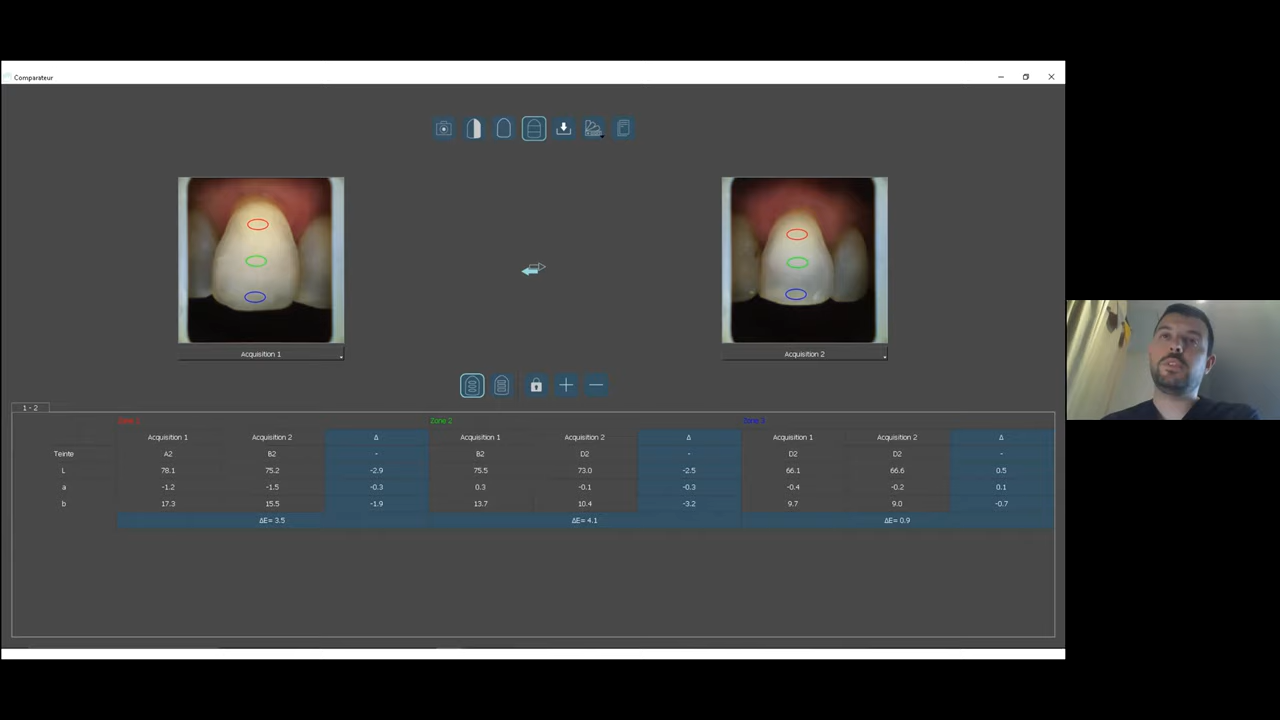 Comparateur
Acquisition 1
Acquisition 2
1 - 2
Zone 1 Zone 2 Zone 3
Acquisition 1 Acquisition 2 Δ Acquisition 1 Acquisition 2 Δ Acquisition 1 Acquisition 2 Δ
Teinte A2 B2 - B2 D2 - D2 D2 -
L 78.1 75.2 -2.9 75.5 73.0 -2.5 66.1 66.6 0.5
a -1.2 -1.5 -0.3 0.3 -0.1 -0.3 -0.4 -0.2 0.1
b 17.3 15.5 -1.9 13.7 10.4 -3.2 9.7 9.0 -0.7
ΔE= 3.5 ΔE= 4.1 ΔE= 0.9